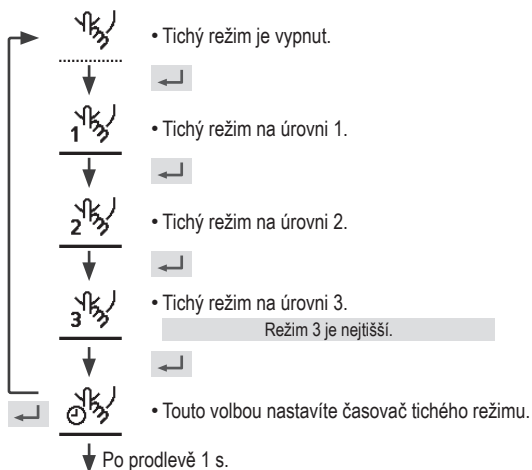 • Tichý režim je vypnut.
1
• Tichý režim na úrovni 1.
2
• Tichý režim na úrovni 2.
3
• Tichý režim na úrovni 3.
Režim 3 je nejtišší.
• Touto volbou nastavíte časovač tichého režimu.
Po prodlevě 1 s.